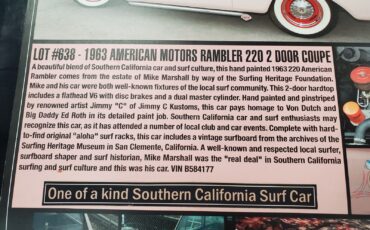 LOT #638 - 1963 AMERICAN MOTORS RAMBLER 220 2 DOOR COUPE
A beautiful blend of Southern California car and surf culture, this hand painted 1963 220 American
Rambler comes from the estate of Mike Marshall by way of the Surfing Heritage Foundation.
Mike and his car were both well-known fixtures of the local surf community. This 2-door hardtop
includes a flathead V6 with disc brakes and a dual master cylinder. Hand painted and pinstriped
by renowned artist Jimmy "C" of Jimmy C Kustoms, this car pays homage to Von Dutch and
Big Daddy Ed Roth in its detailed paint job. Southern California car and surf enthusiasts may
recognize this car, as it has attended a number of local club and car events. Complete with hard-
to-find original "aloha" surf racks, this car includes a vintage surfboard from the archives of the
Surfing Heritage Museum in San Clemente, California. A well-known and respected local surfer,
surfboard shaper and surf historian, Mike Marshall was the "real deal" in Southern California
surfing and surf culture and this was his car. VIN B584177
One of a kind Southern California Surf Car